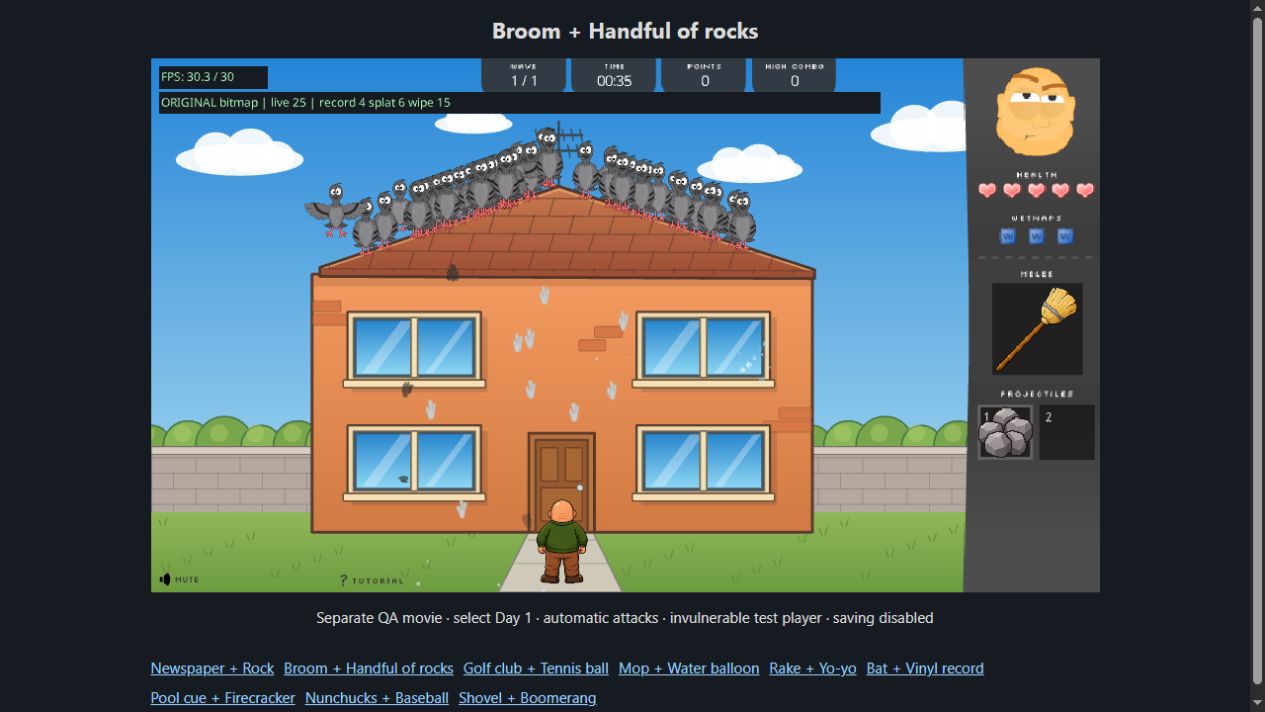 Broom + Handful of rocks
FPS: 30.3 / 30
WAVE
1 / 1
TIME
00:35
POINTS
0
HIGH COMBO
0
ORIGINAL bitmap | live 25 | record 4 splat 6 wipe 15
HEALTH
WETNAPS
W W W
MELEE
PROJECTILES
1
2
MUTE
? TUTORIAL
Separate QA movie · select Day 1 · automatic attacks · invulnerable test player · saving disabled
Newspaper + Rock Broom + Handful of rocks Golf club + Tennis ball Mop + Water balloon Rake + Yo-yo Bat + Vinyl record
Pool cue + Firecracker Nunchucks + Baseball Shovel + Boomerang